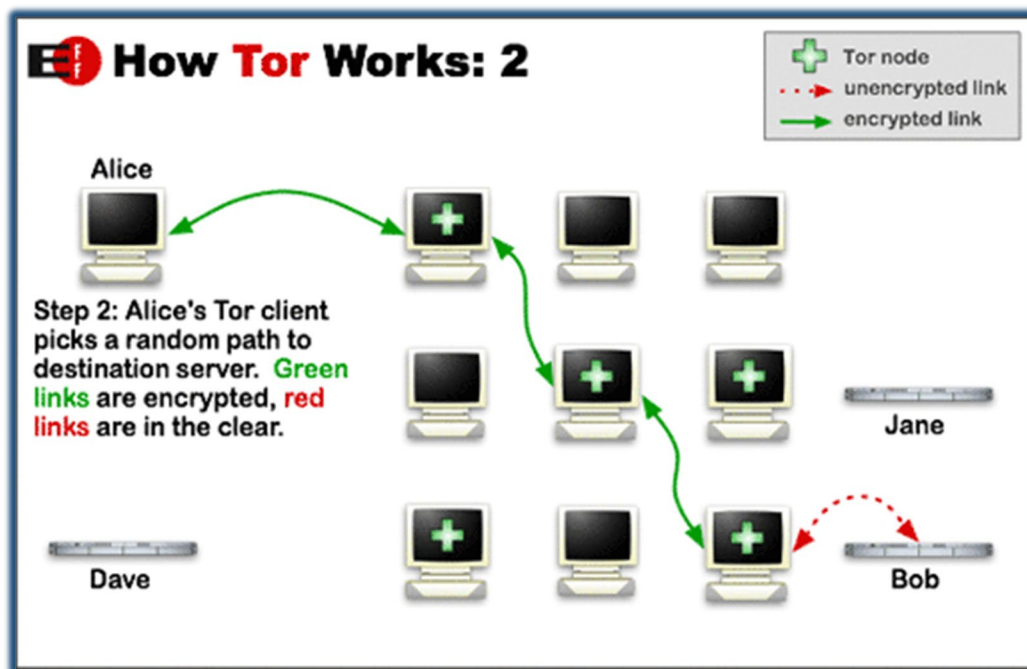 EFF How Tor Works: 2
Tor node
unencrypted link
encrypted link
Alice
Step 2: Alice's Tor client
picks a random path to
destination server. Green
links are encrypted, red
links are in the clear.
Jane
Dave
Bob